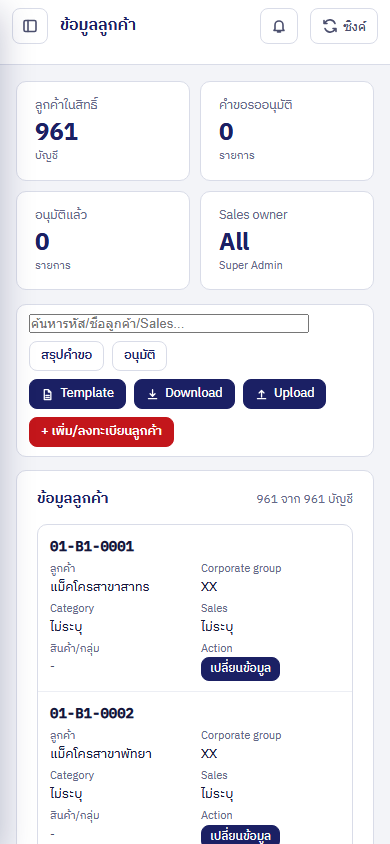 ข้อมูลลูกค้า
ซิงค์
ลูกค้าในสิทธิ์
961
บัญชี
คำขอรออนุมัติ
0
รายการ
อนุมัติแล้ว
0
รายการ
Sales owner
All
Super Admin
ค้นหารหัส/ชื่อลูกค้า/Sales...
สรุปคำขอ
อนุมัติ
Template
Download
Upload
+ เพิ่ม/ลงทะเบียนลูกค้า
ข้อมูลลูกค้า
961 จาก 961 บัญชี
01-B1-0001
ลูกค้า
แม็คโครสาขาสาทร
Corporate group
XX
Category
ไม่ระบุ
Sales
ไม่ระบุ
สินค้า/กลุ่ม
-
Action
เปลี่ยนข้อมูล
01-B1-0002
ลูกค้า
แม็คโครสาขาพัทยา
Corporate group
XX
Category
ไม่ระบุ
Sales
ไม่ระบุ
สินค้า/กลุ่ม
-
Action
เปลี่ยนข้อมูล